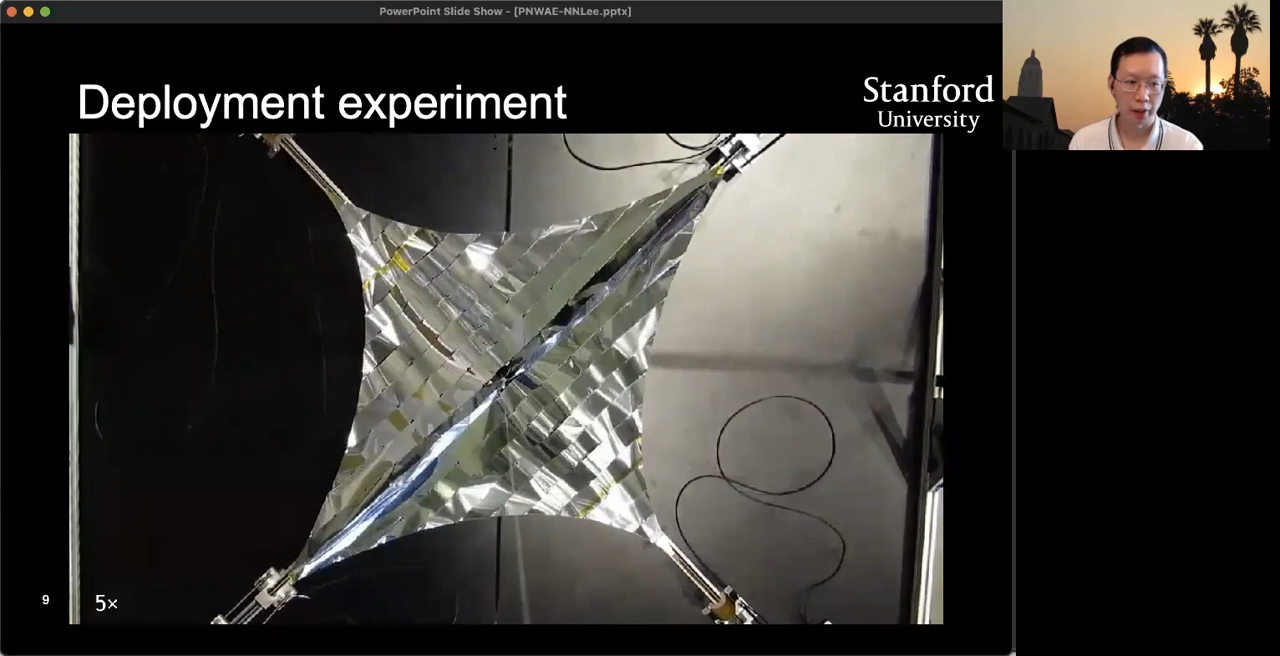 PowerPoint Slide Show - [PNWAE-NNLee.pptx]
Deployment experiment
Stanford
University
9
5×